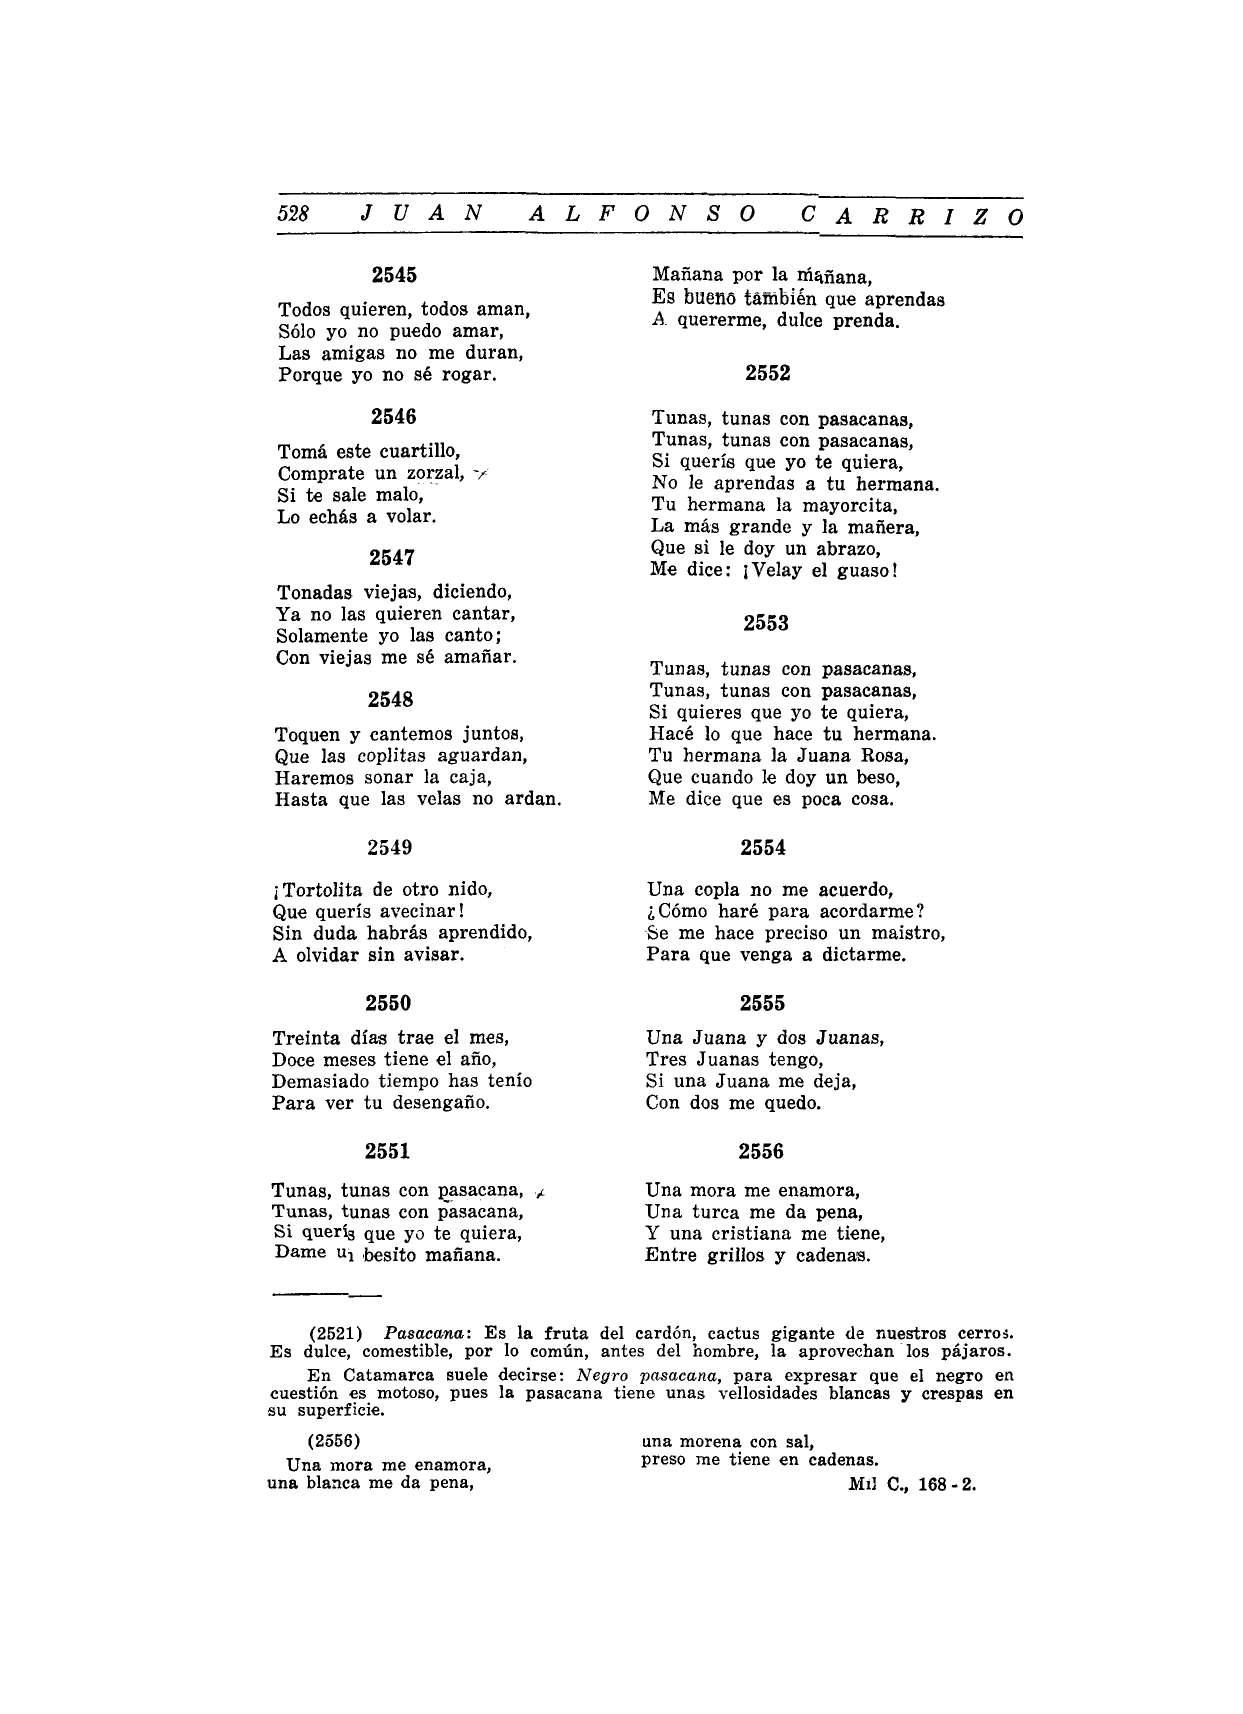 528 JUAN ALFONSO CARRIZO
2545
Todos quieren, todos aman,
Sólo yo no puedo amar,
Las amigas no me duran,
Porque yo no sé rogar.
2546
Tomá este cuartillo,
Comprate un zorzal,
Si te sale malo,
Lo echás a volar.
2547
Tonadas viejas, diciendo,
Ya no las quieren cantar,
Solamente yo las canto;
Con viejas me sé amañar.
2548
Toquen y cantemos juntos,
Que las coplitas aguardan,
Haremos sonar la caja,
Hasta que las velas no ardan.
2549
¡Tortolita de otro nido,
Que querís avecinar!
Sin duda habrás aprendido,
A olvidar sin avisar.
2550
Treinta días trae el mes,
Doce meses tiene el año,
Demasiado tiempo has tenío
Para ver tu desengaño.
2551
Tunas, tunas con pasacana,
Tunas, tunas con pasacana,
Si querís que yo te quiera,
Dame un besito mañana.
Mañana por la mañana,
Es bueno también que aprendas
A quererme, dulce prenda.
2552
Tunas, tunas con pasacanas,
Tunas, tunas con pasacanas,
Si querís que yo te quiera,
No le aprendas a tu hermana.
Tu hermana la mayorcita,
La más grande y la mañera,
Que si le doy un abrazo,
Me dice: ¡Velay el guaso!
2553
Tunas, tunas con pasacanas,
Tunas, tunas con pasacanas,
Si quieres que yo te quiera,
Hacé lo que hace tu hermana.
Tu hermana la Juana Rosa,
Que cuando le doy un beso,
Me dice que es poca cosa.
2554
Una copla no me acuerdo,
¿Cómo haré para acordarme?
Se me hace preciso un maistro,
Para que venga a dictarme.
2555
Una Juana y dos Juanas,
Tres Juanas tengo,
Si una Juana me deja,
Con dos me quedo.
2556
Una mora me enamora,
Una turca me da pena,
Y una cristiana me tiene,
Entre grillos y cadenas.
(2521) Pasacana: Es la fruta del cardón, cactus gigante de nuestros cerros.
Es dulce, comestible, por lo común, antes del hombre, la aprovechan los pájaros.
En Catamarca suele decirse: Negro pasacana, para expresar que el negro en
cuestión es motoso, pues la pasacana tiene unas vellosidades blancas y crespas en
su superficie.
(2556)
Una mora me enamora,
una blanca me da pena,
una morena con sal,
preso me tiene en cadenas.
Mil C., 168-2.